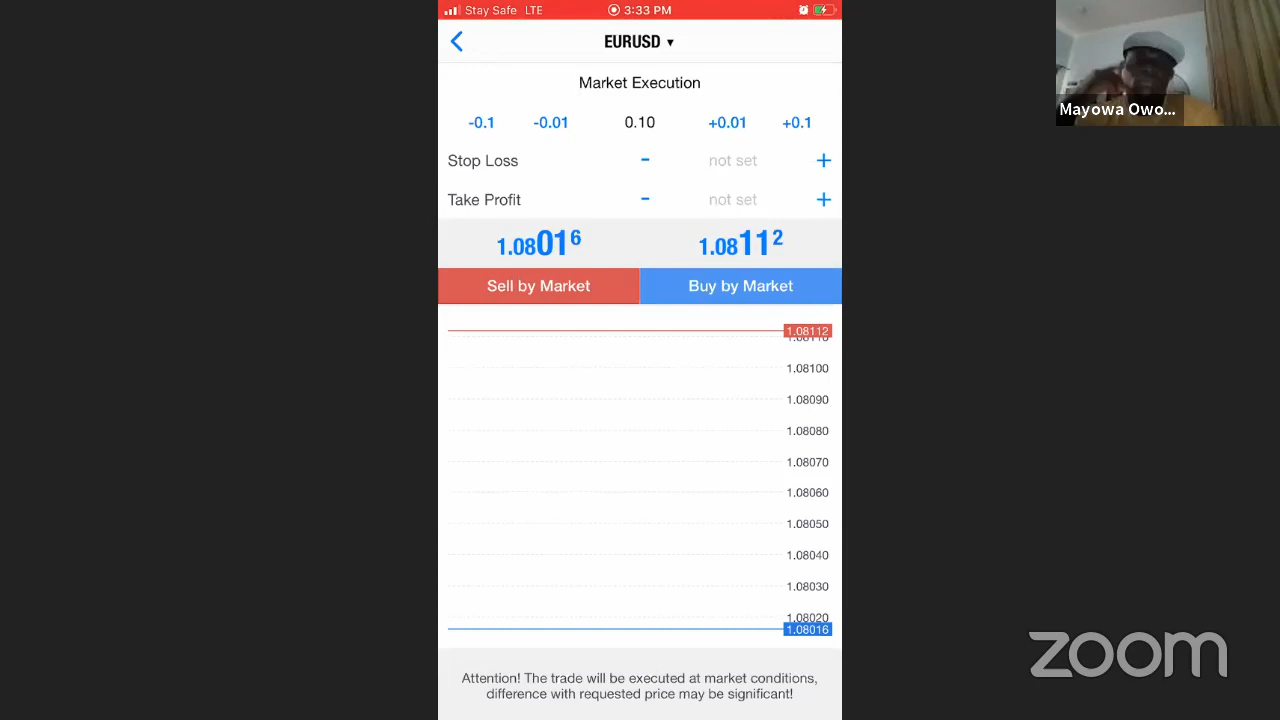 Stay Safe LTE 3:33 PM
EURUSD ▼
Market Execution
-0.1 -0.01 0.10 +0.01 +0.1
Stop Loss - not set +
Take Profit - not set +
1.08016 1.08112
Sell by Market Buy by Market
1.08112
1.08110
1.08100
1.08090
1.08080
1.08070
1.08060
1.08050
1.08040
1.08030
1.08020
1.08016
Attention! The trade will be executed at market conditions,
difference with requested price may be significant!
Mayowa Owo...
zoom